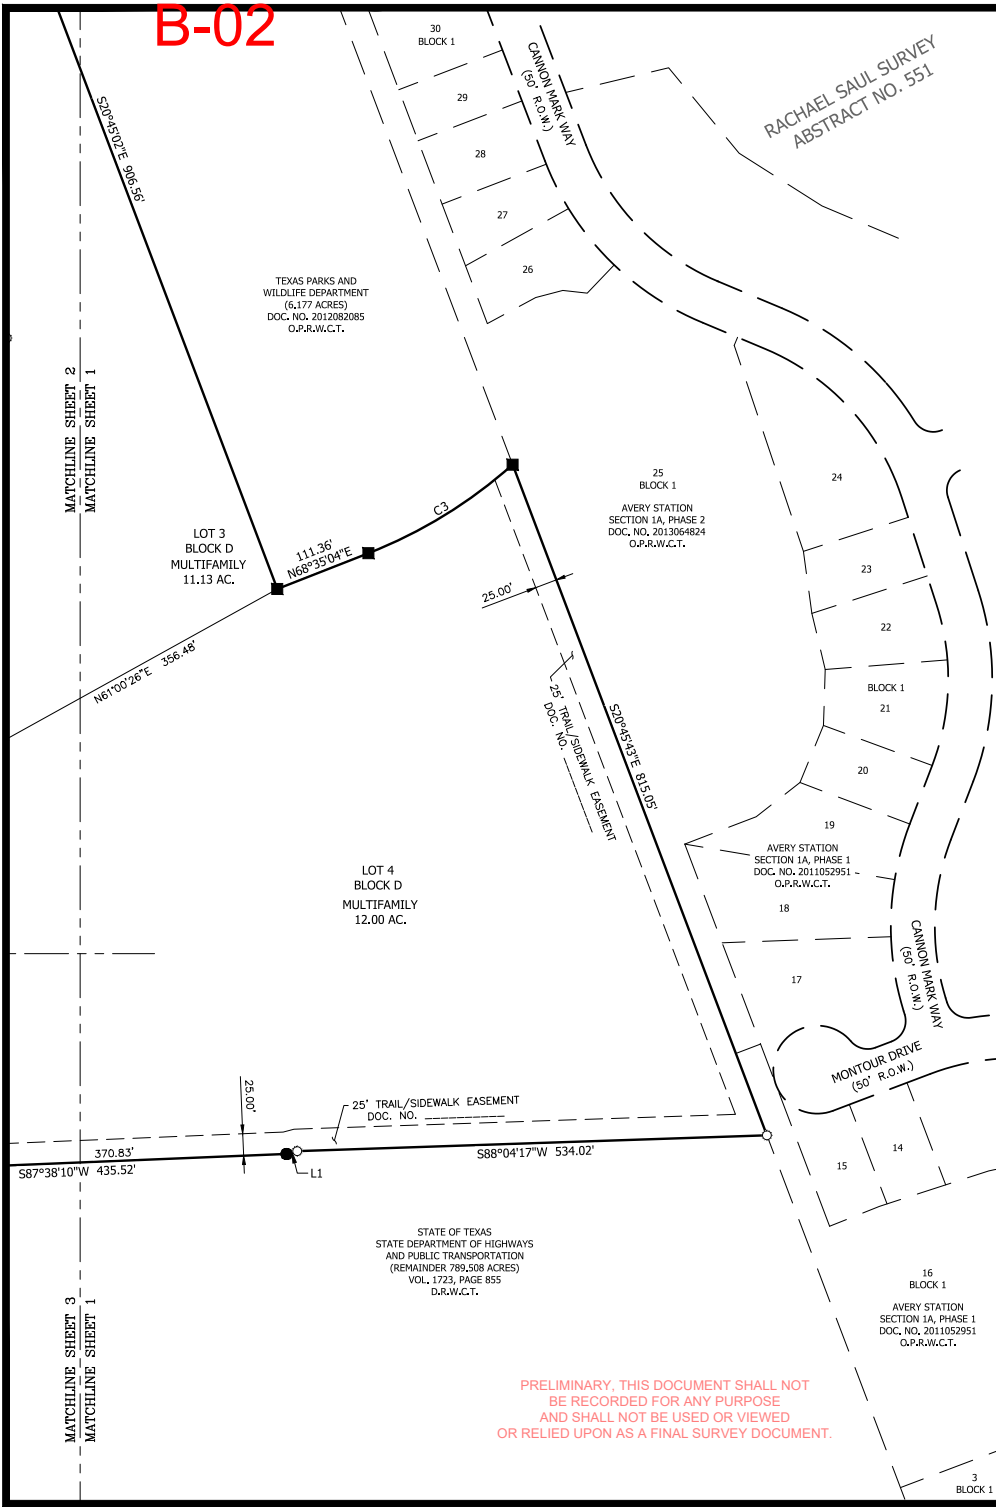 B-02
30
BLOCK 1
CANNON MARK WAY
(50' R.O.W.)
RACHAEL SAUL SURVEY
ABSTRACT NO. 551
29
28
27
26
S20°45'02"E 906.56'
TEXAS PARKS AND
WILDLIFE DEPARTMENT
(6.177 ACRES)
DOC. NO. 2012082085
O.P.R.W.C.T.
MATCHLINE SHEET 2
MATCHLINE SHEET 1
25
BLOCK 1
AVERY STATION
SECTION 1A, PHASE 2
DOC. NO. 2013064824
O.P.R.W.C.T.
24
C3
LOT 3
BLOCK D
MULTIFAMILY
11.13 AC.
111.36'
N68°35'04"E
25.00'
23
22
N61°00'26"E 356.48'
25' TRAIL/SIDEWALK EASEMENT
DOC. NO. __________
S20°45'43"E 815.05'
BLOCK 1
21
20
19
AVERY STATION
SECTION 1A, PHASE 1
DOC. NO. 2011052951
O.P.R.W.C.T.
18
LOT 4
BLOCK D
MULTIFAMILY
12.00 AC.
17
CANNON MARK WAY
(50' R.O.W.)
MONTOUR DRIVE
(50' R.O.W.)
25.00'
25' TRAIL/SIDEWALK EASEMENT
DOC. NO. __________
370.83'
S87°38'10"W 435.52'
L1
S88°04'17"W 534.02'
15
14
STATE OF TEXAS
STATE DEPARTMENT OF HIGHWAYS
AND PUBLIC TRANSPORTATION
(REMAINDER 789.508 ACRES)
VOL. 1723, PAGE 855
D.R.W.C.T.
16
BLOCK 1
AVERY STATION
SECTION 1A, PHASE 1
DOC. NO. 2011052951
O.P.R.W.C.T.
MATCHLINE SHEET 3
MATCHLINE SHEET 1
PRELIMINARY, THIS DOCUMENT SHALL NOT
BE RECORDED FOR ANY PURPOSE
AND SHALL NOT BE USED OR VIEWED
OR RELIED UPON AS A FINAL SURVEY DOCUMENT.
3
BLOCK 1